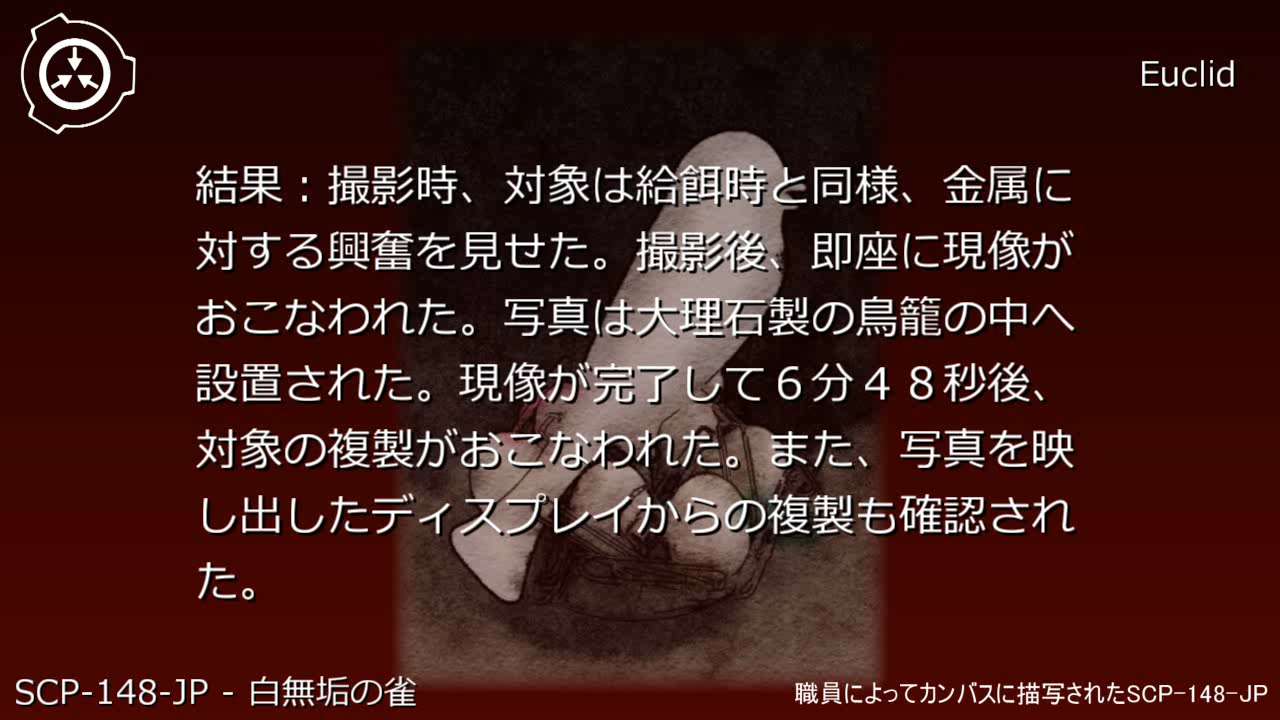 Euclid
結果：撮影時、対象は給餌時と同様、金属に
対する興奮を見せた。撮影後、即座に現像が
おこなわれた。写真は大理石製の鳥籠の中へ
設置された。現像が完了して６分４８秒後、
対象の複製がおこなわれた。また、写真を映
し出したディスプレイからの複製も確認され
た。
SCP-148-JP - 白無垢の雀
職員によってカンバスに描写されたSCP-148-JP